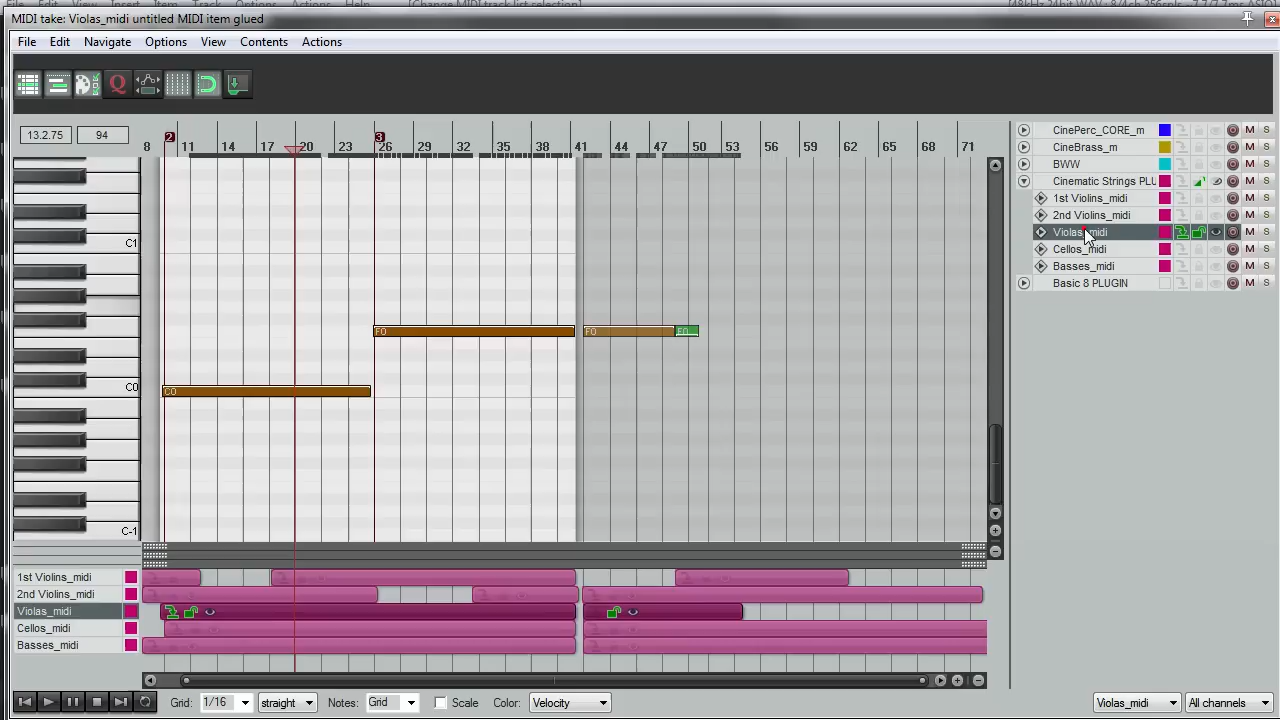 MIDI take: Violas_midi untitled MIDI item glued
File Edit Navigate Options View Contents Actions
13.2.75 94
2 3
8 11 14 17 20 23 26 29 32 35 38 41 44 47 50 53 56 59 62 65 68 71
C1
C0
C-1
F0 F0
C0
CinePerc_CORE_m M S
CineBrass_m M S
BWW M S
Cinematic Strings PLU M S
1st Violins_midi M S
2nd Violins_midi M S
Violas_midi M S
Cellos_midi M S
Basses_midi M S
Basic 8 PLUGIN M S
1st Violins_midi
2nd Violins_midi
Violas_midi
Cellos_midi
Basses_midi
Grid: 1/16 straight Notes: Grid Scale Color: Velocity Violas_midi All channels